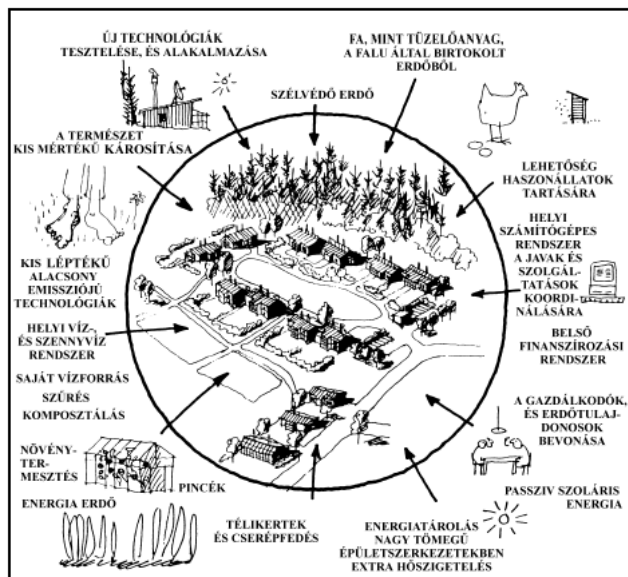 ÚJ TECHNOLÓGIÁK
TESZTELÉSE, ÉS ALAKALMAZÁSA
FA, MINT TÜZELŐANYAG,
A FALU ÁLTAL BIRTOKOLT
ERDŐBŐL
SZÉLVÉDŐ ERDŐ
A TERMÉSZET
KIS MÉRTÉKŰ KÁROSÍTÁSA
LEHETŐSÉG
HASZONÁLLATOK
TARTÁSÁRA
HELYI
SZÁMÍTÓGÉPES
RENDSZER
A JAVAK ÉS
SZOLGÁL-
TATÁSOK
KOORDI-
NÁLÁSÁRA
KIS LÉPTÉKŰ
ALACSONY
EMISSZIÓJÚ
TECHNOLÓGIÁK
HELYI VÍZ-,
ÉS SZENNYVÍZ
RENDSZER
BELSŐ
FINANSZÍROZÁSI
RENDSZER
SAJÁT VÍZFORRÁS
SZŰRÉS
KOMPOSZTÁLÁS
A GAZDÁLKODÓK,
ÉS ERDŐTULAJ-
DONOSOK
BEVONÁSA
NÖVÉNY-
TER-
MESZTÉS
PINCÉK
PASSZIV SZOLÁRIS
ENERGIA
ENERGIA ERDŐ
TÉLIKERTEK
ÉS CSERÉPFEDÉS
ENERGIATÁROLÁS
NAGY TÖMEGŰ
ÉPÜLETSZERKEZETEKBEN
EXTRA HŐSZIGETELÉS